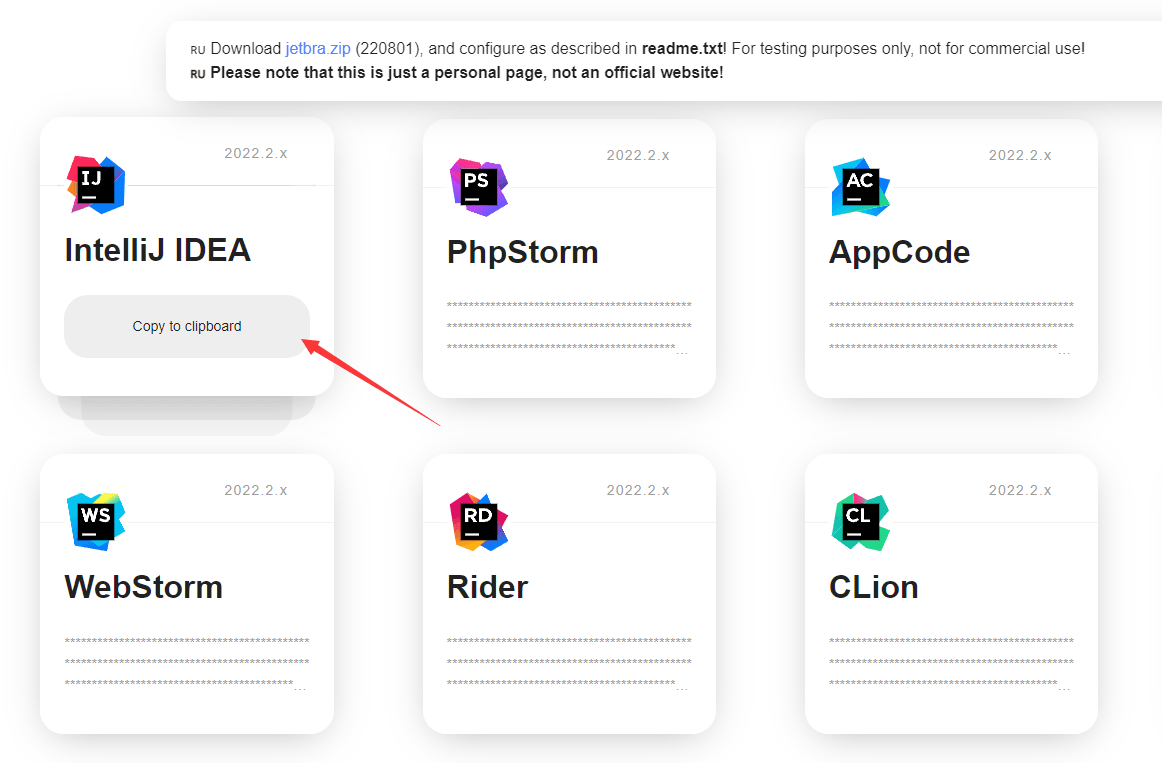 RU Download jetbra.zip (220801), and configure as described in readme.txt! For testing purposes only, not for commercial use!
RU Please note that this is just a personal page, not an official website!
2022.2.x
IJ
IntelliJ IDEA
Copy to clipboard
2022.2.x
PS
PhpStorm
*********************************************
*********************************************
******************************************...
2022.2.x
AC
AppCode
*********************************************
*********************************************
******************************************...
2022.2.x
WS
WebStorm
*********************************************
*********************************************
******************************************...
2022.2.x
RD
Rider
*********************************************
*********************************************
******************************************...
2022.2.x
CL
CLion
*********************************************
*********************************************
******************************************...